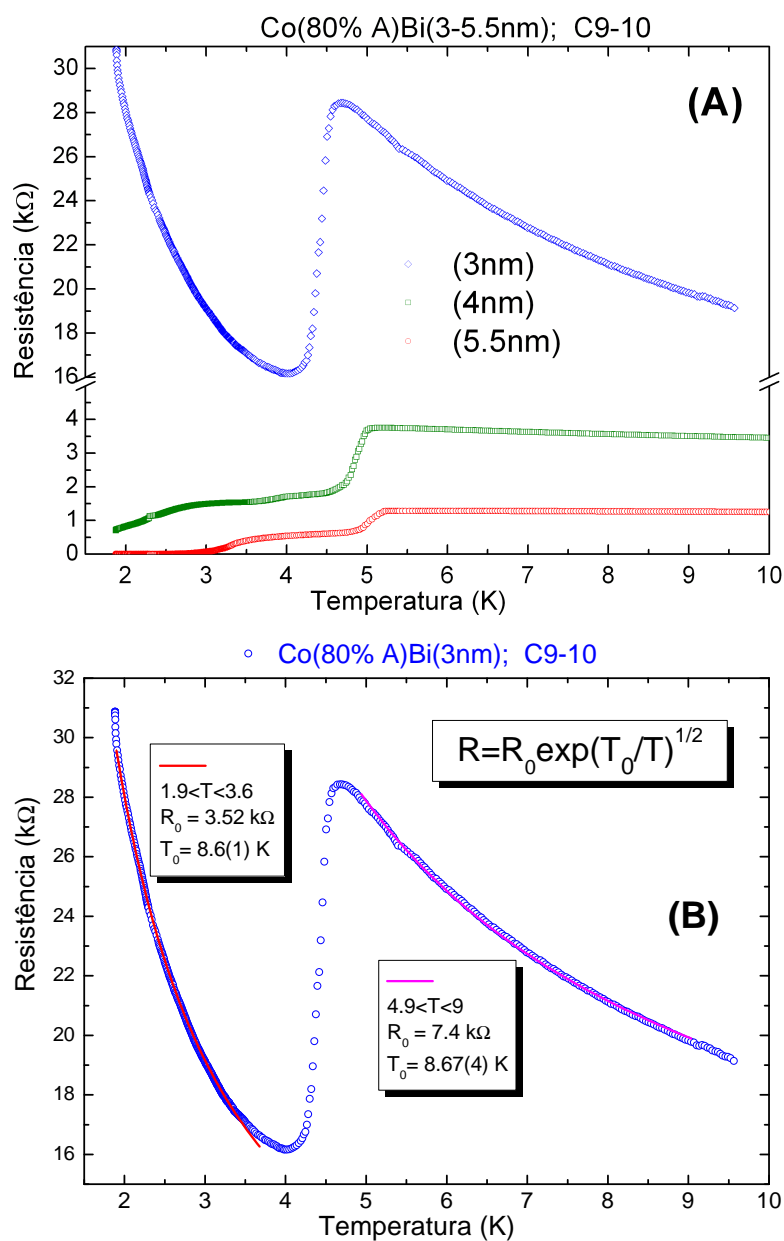 Co(80% A)Bi(3-5.5nm); C9-10
(A)
Resistência (kΩ)
30
28
26
24
22
20
18
16
4
3
2
1
0
(3nm)
(4nm)
(5.5nm)
2 3 4 5 6 7 8 9 10
Temperatura (K)
Co(80% A)Bi(3nm); C9-10
(B)
Resistência (kΩ)
32
30
28
26
24
22
20
18
16
R=R₀exp(T₀/T)^1/2
1.9<T<3.6
R₀ = 3.52 kΩ
T₀= 8.6(1) K
4.9<T<9
R₀ = 7.4 kΩ
T₀= 8.67(4) K
2 3 4 5 6 7 8 9 10
Temperatura (K)